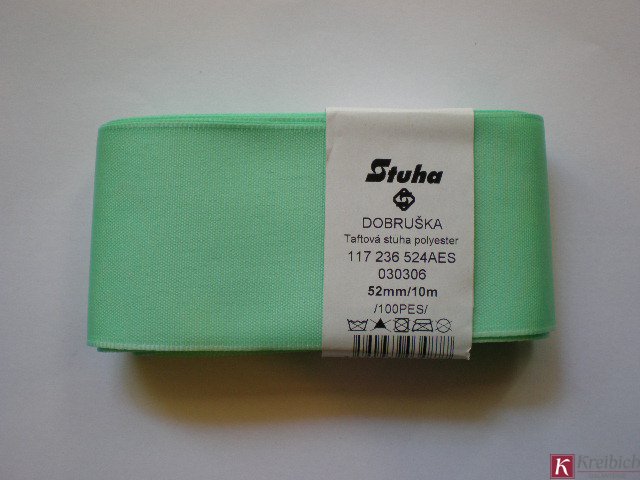 Stuha
DOBRUŠKA
Taftová stuha polyester
117 236 524AES
030306
52mm/10m
/100PES/
K Kreibich